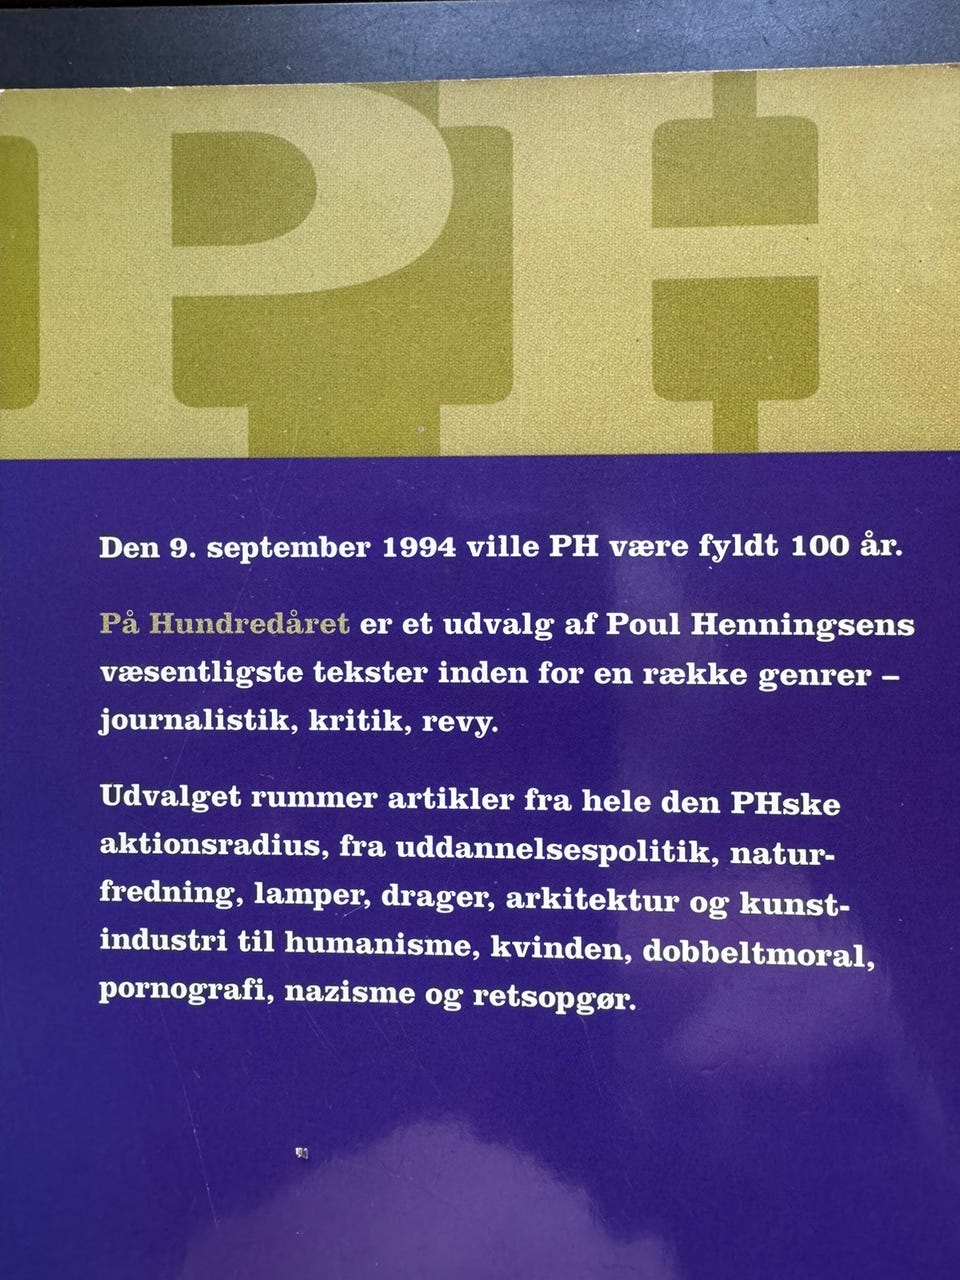 PH
Den 9. september 1994 ville PH være fyldt 100 år.
På Hundredåret er et udvalg af Poul Henningsens
væsentligste tekster inden for en række genrer –
journalistik, kritik, revy.
Udvalget rummer artikler fra hele den PHske
aktionsradius, fra uddannelsespolitik, natur-
fredning, lamper, drager, arkitektur og kunst-
industri til humanisme, kvinden, dobbeltmoral,
pornografi, nazisme og retsopgør.